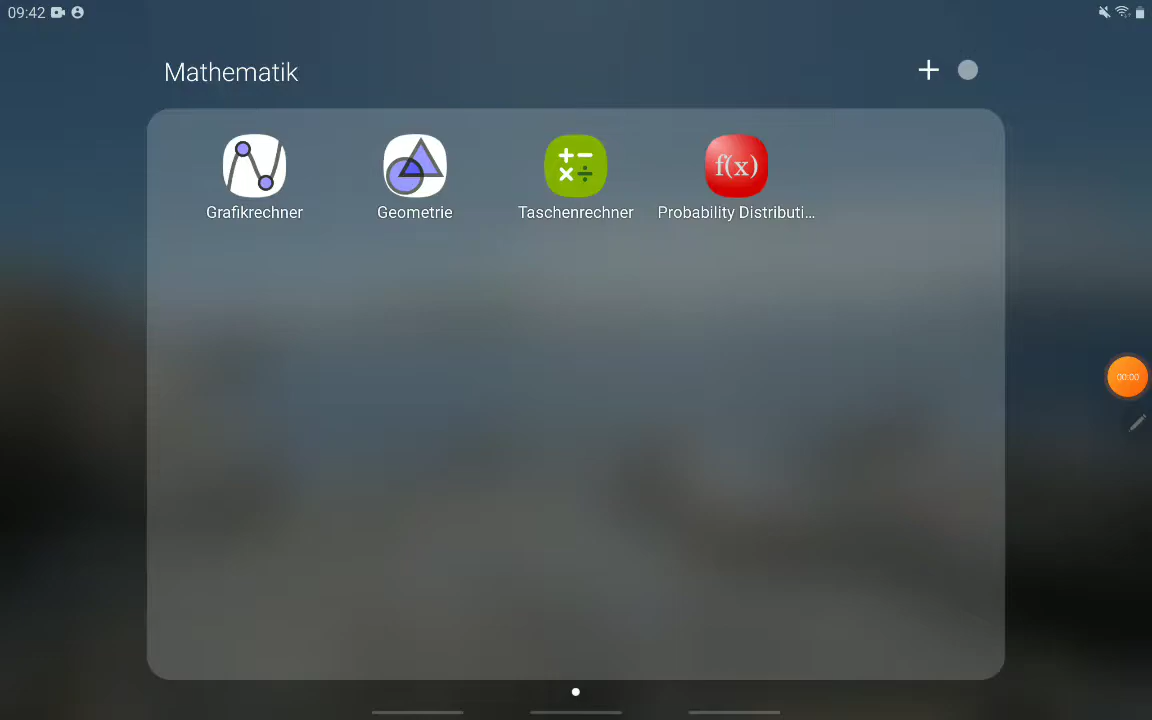 09:42
Mathematik
f(x)
Grafikrechner
Geometrie
Taschenrechner
Probability Distributi...
00:00